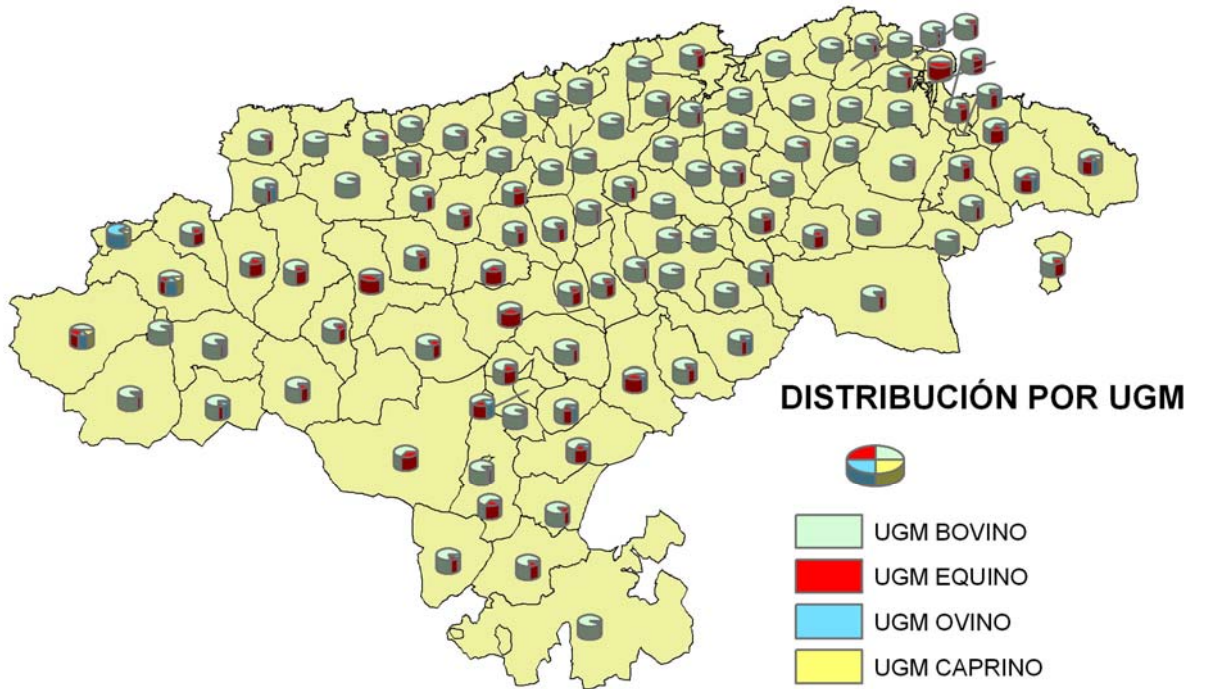 DISTRIBUCIÓN POR UGM
UGM BOVINO
UGM EQUINO
UGM OVINO
UGM CAPRINO